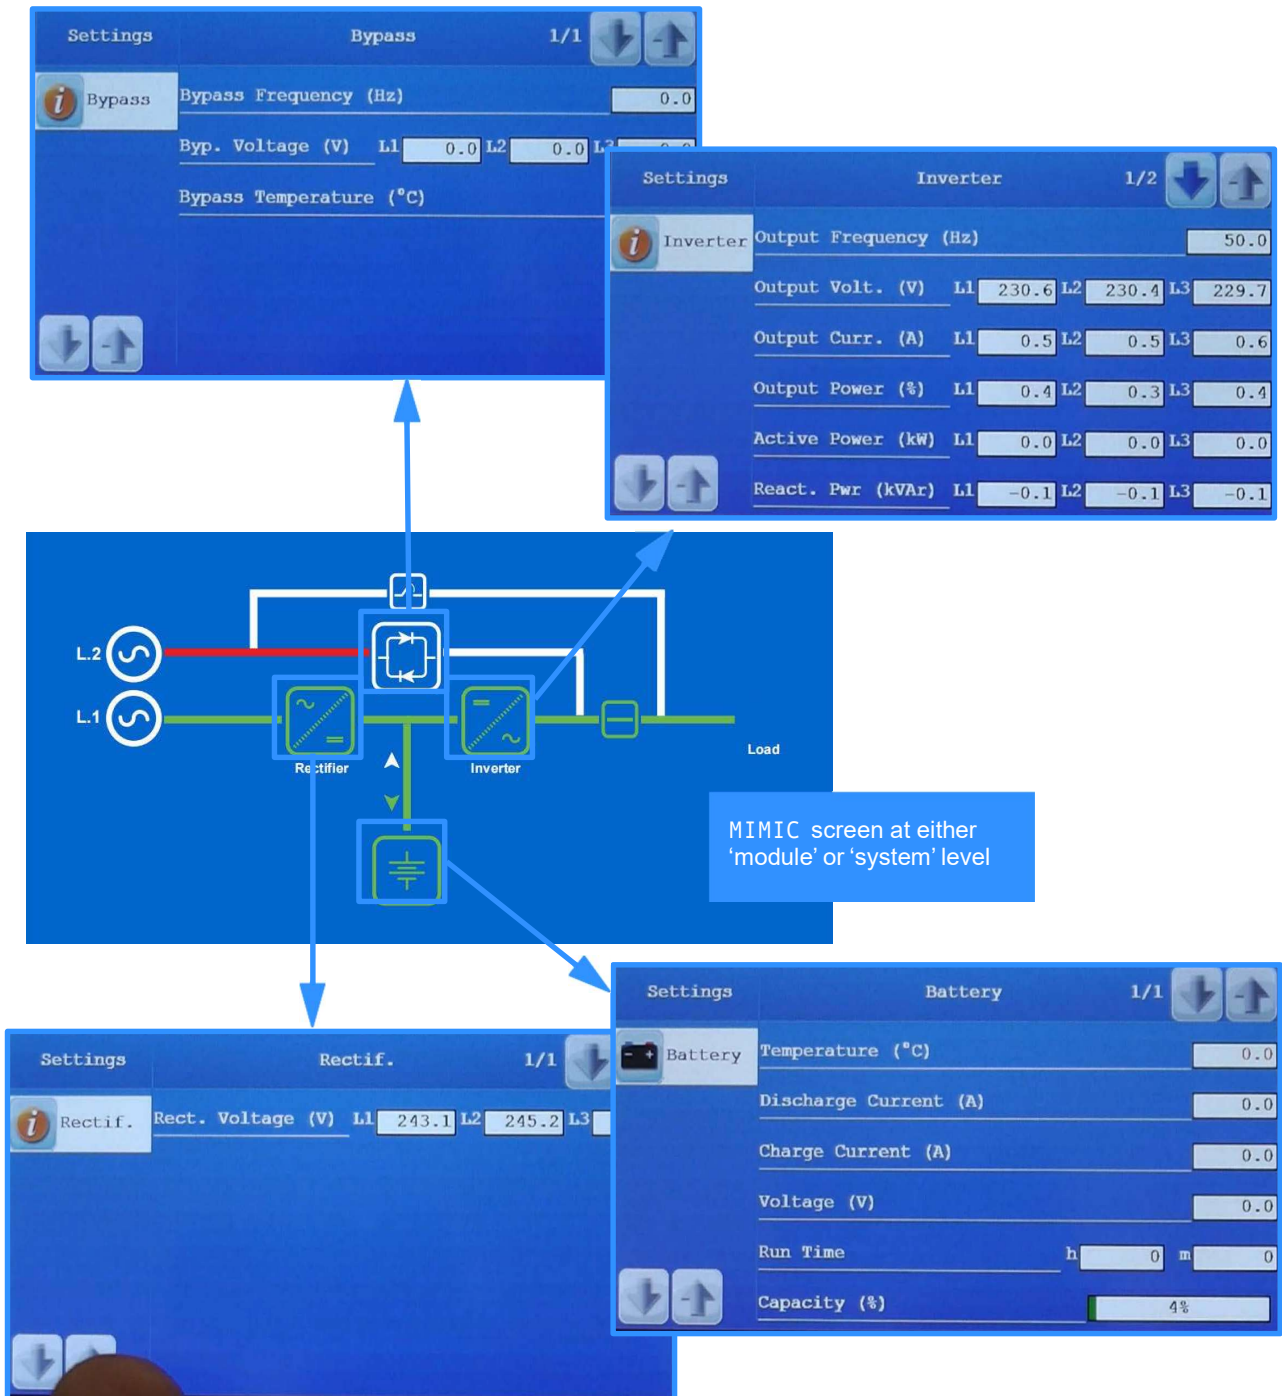 Settings Bypass 1/1
Bypass
Bypass Frequency (Hz) 0.0
Byp. Voltage (V) L1 0.0 L2 0.0 L3
Bypass Temperature (°C)
Settings Inverter 1/2
Inverter
Output Frequency (Hz) 50.0
Output Volt. (V) L1 230.6 L2 230.4 L3 229.7
Output Curr. (A) L1 0.5 L2 0.5 L3 0.6
Output Power (%) L1 0.4 L2 0.3 L3 0.4
Active Power (kW) L1 0.0 L2 0.0 L3 0.0
React. Pwr (kVAr) L1 -0.1 L2 -0.1 L3 -0.1
L.2
L.1
Rectifier
Inverter
Load
MIMIC screen at either
‘module’ or ‘system’ level
Settings Rectif. 1/1
Rectif.
Rect. Voltage (V) L1 243.1 L2 245.2 L3
Settings Battery 1/1
Battery
Temperature (°C) 0.0
Discharge Current (A) 0.0
Charge Current (A) 0.0
Voltage (V) 0.0
Run Time h 0 m 0
Capacity (%) 4%